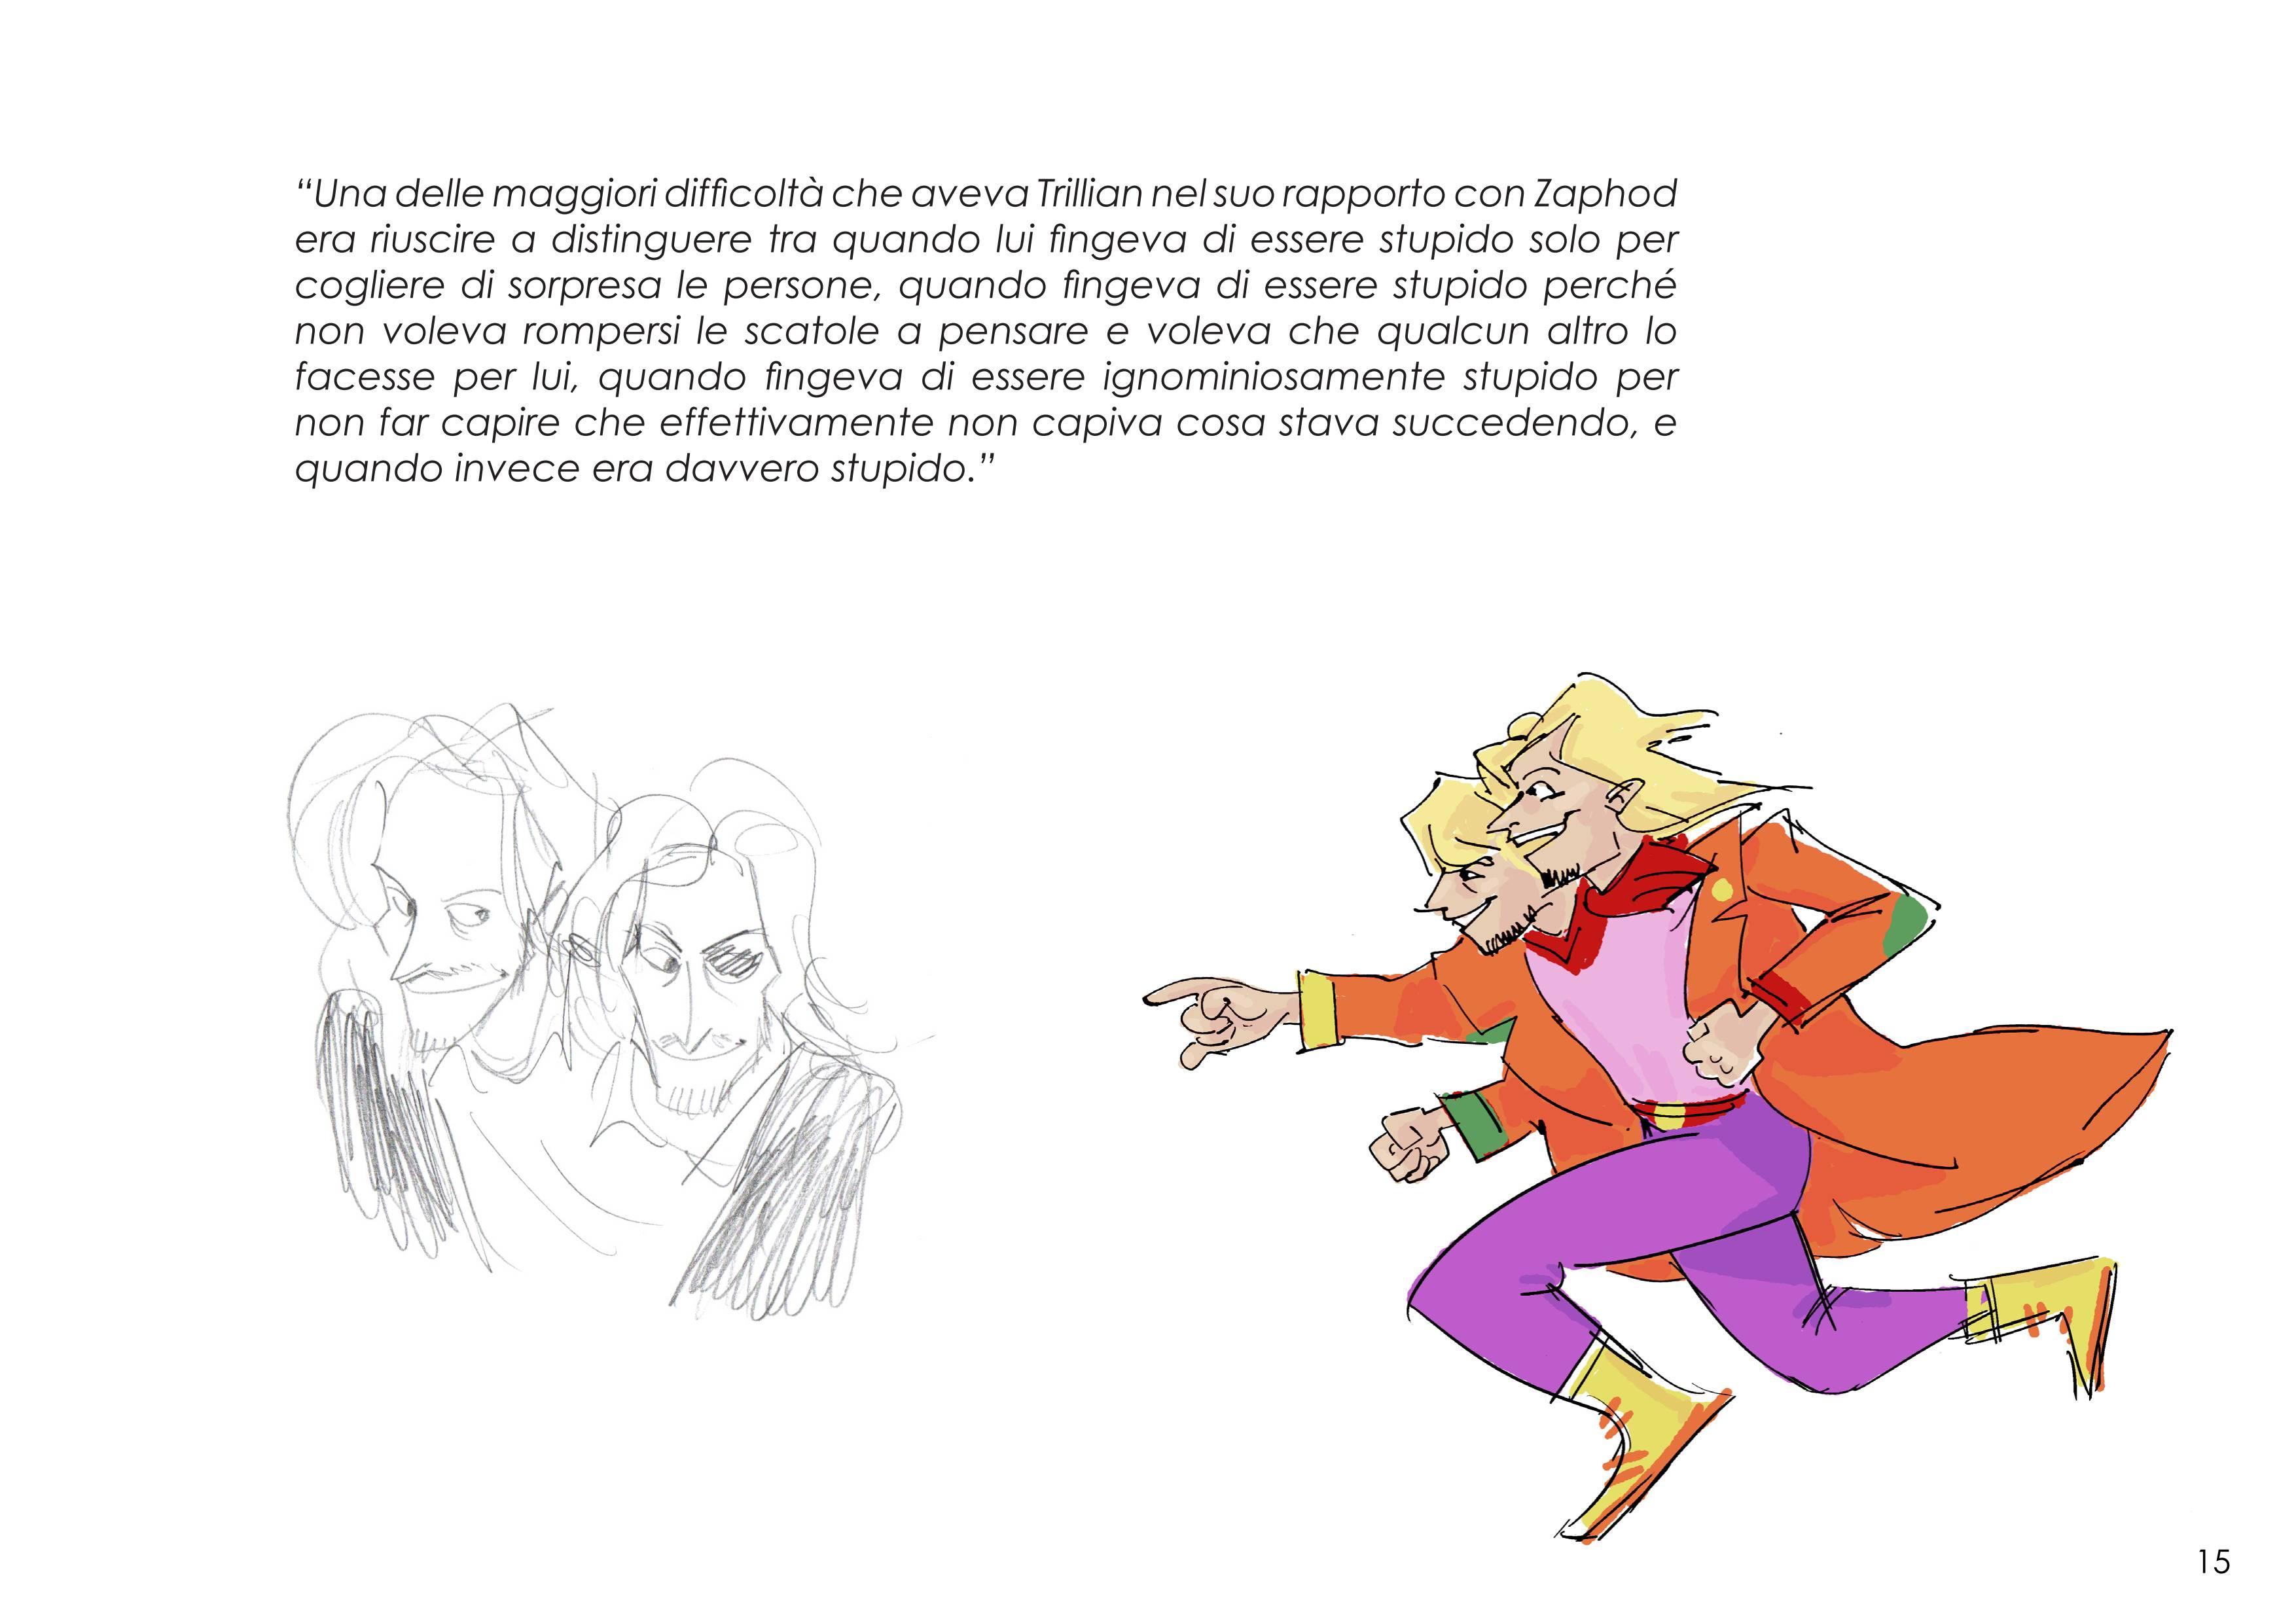 “Una delle maggiori difficoltà che aveva Trillian nel suo rapporto con Zaphod
era riuscire a distinguere tra quando lui fingeva di essere stupido solo per
cogliere di sorpresa le persone, quando fingeva di essere stupido perché
non voleva rompersi le scatole a pensare e voleva che qualcun altro lo
facesse per lui, quando fingeva di essere ignominiosamente stupido per
non far capire che effettivamente non capiva cosa stava succedendo, e
quando invece era davvero stupido.”
15